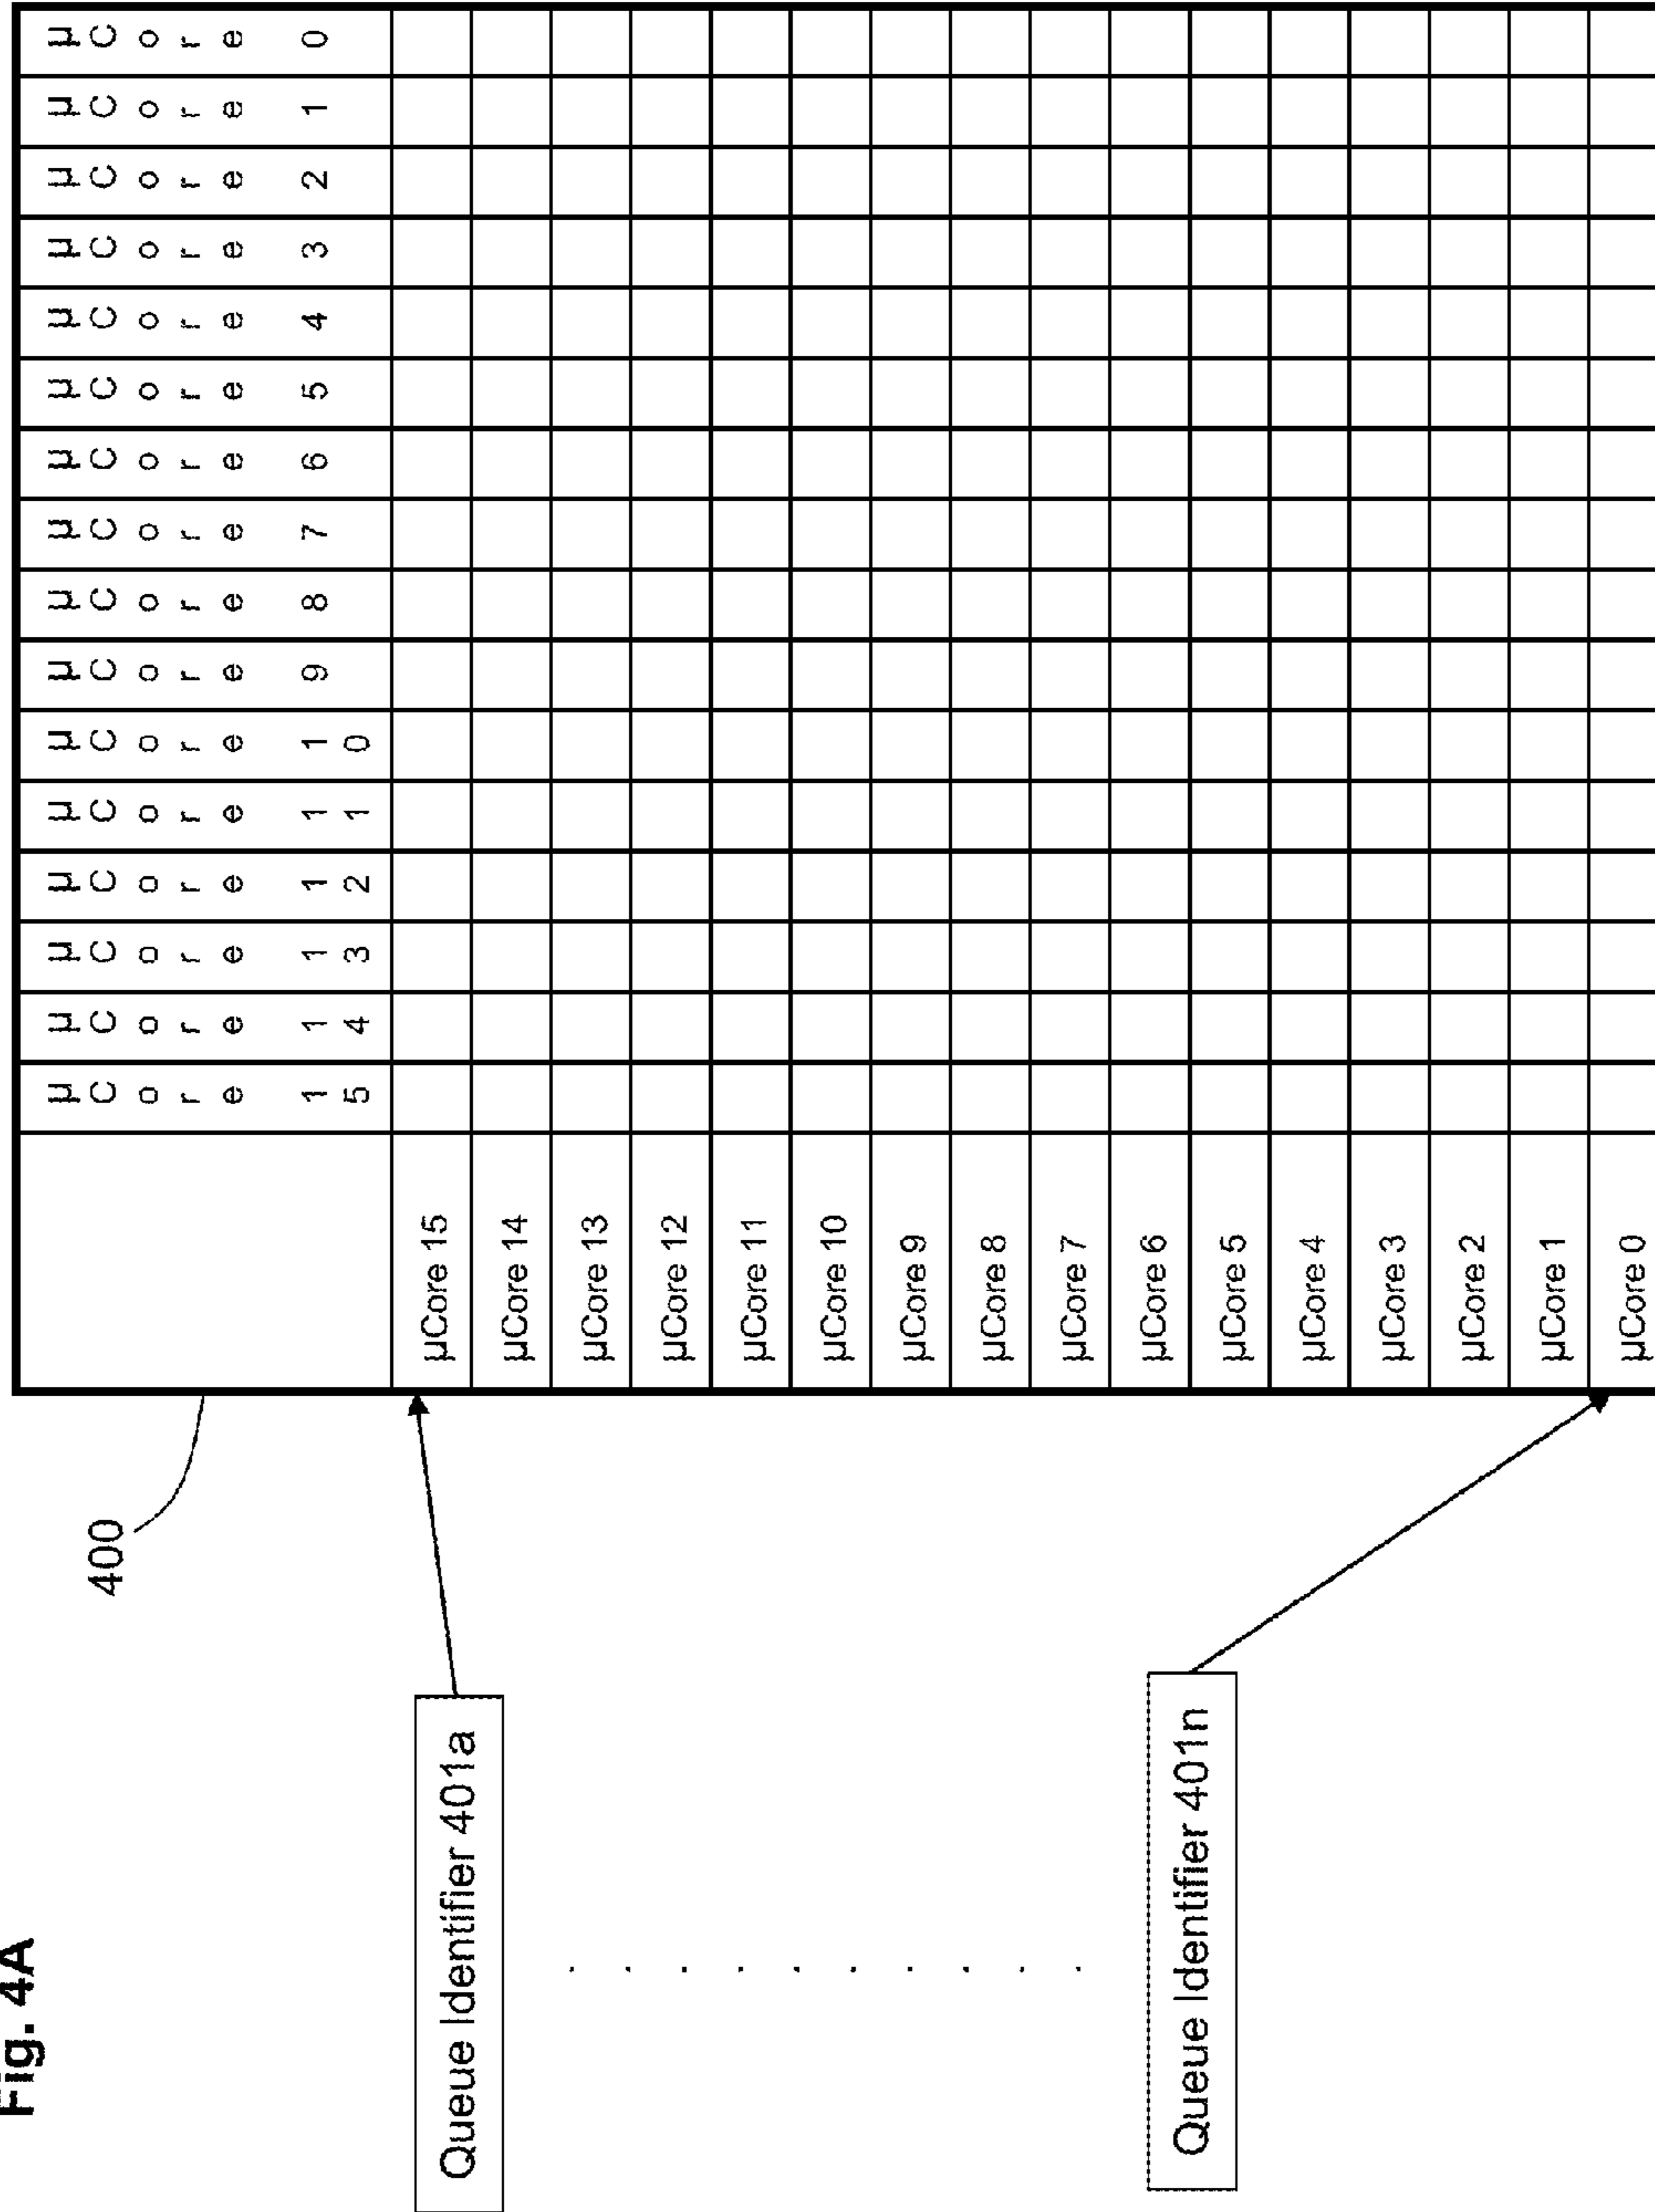 Fig. 4A
400
µCore 15
µCore 14
µCore 13
µCore 12
µCore 11
µCore 10
µCore 9
µCore 8
µCore 7
µCore 6
µCore 5
µCore 4
µCore 3
µCore 2
µCore 1
µCore 0
Queue Identifier 401a
Queue Identifier 401n
µCore 15
µCore 14
µCore 13
µCore 12
µCore 11
µCore 10
µCore 9
µCore 8
µCore 7
µCore 6
µCore 5
µCore 4
µCore 3
µCore 2
µCore 1
µCore 0